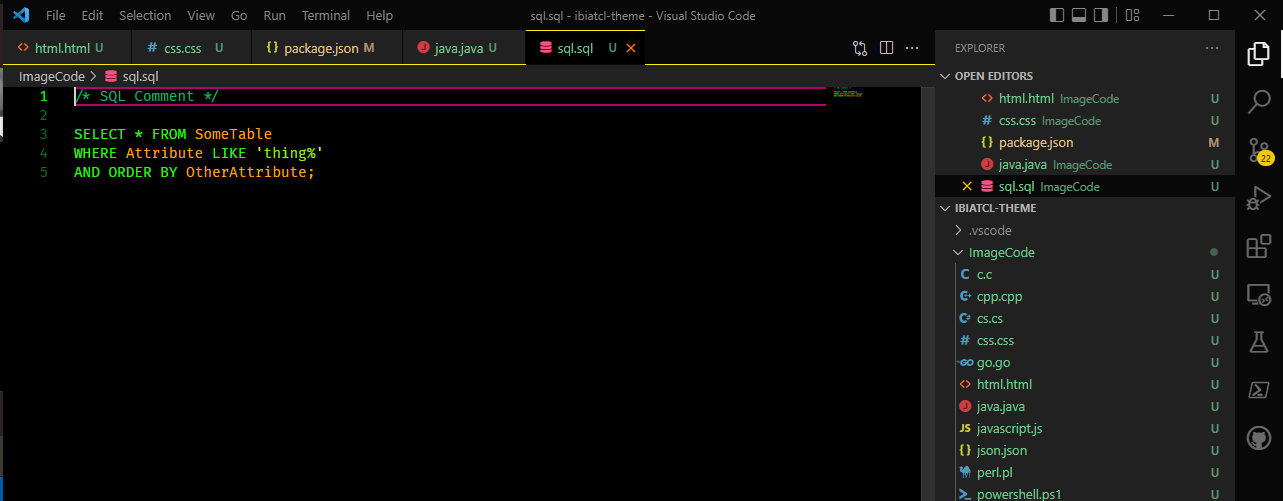 File Edit Selection View Go Run Terminal Help sql.sql - ibiatcl-theme - Visual Studio Code
<> html.html U # css.css U {} package.json M java.java U sql.sql U
ImageCode > sql.sql
1 /* SQL Comment */
2
3 SELECT * FROM SomeTable
4 WHERE Attribute LIKE 'thing%'
5 AND ORDER BY OtherAttribute;
EXPLORER
OPEN EDITORS
<> html.html ImageCode U
# css.css ImageCode U
{} package.json M
java.java ImageCode U
sql.sql ImageCode U
IBIATCL-THEME
.vscode
ImageCode
C c.c U
C++ cpp.cpp U
C# cs.cs U
# css.css U
GO go.go U
<> html.html U
java.java U
JS javascript.js U
{} json.json U
perl.pl U
powershell.ps1 U
22